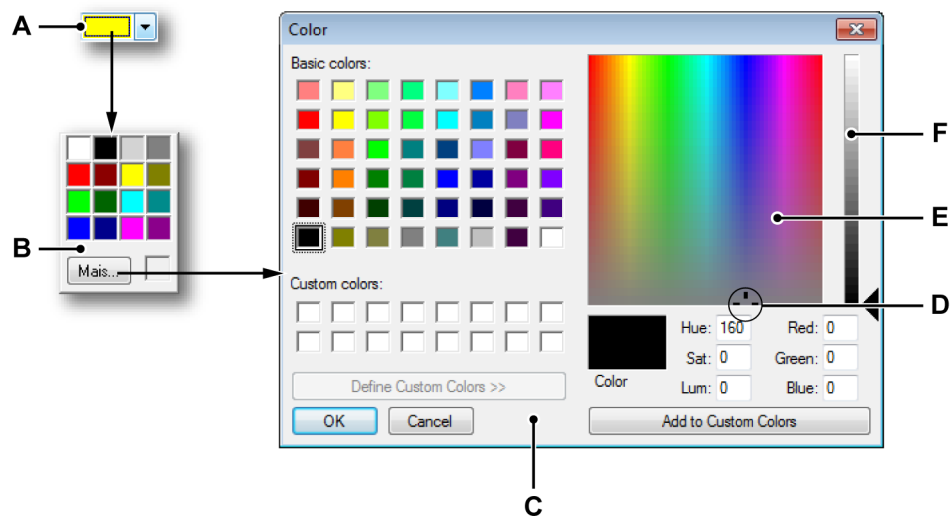 A
B
Mais...
Color
Basic colors:
Custom colors:
Define Custom Colors >>
OK
Cancel
Color
Hue: 160
Sat: 0
Lum: 0
Red: 0
Green: 0
Blue: 0
Add to Custom Colors
F
E
D
C